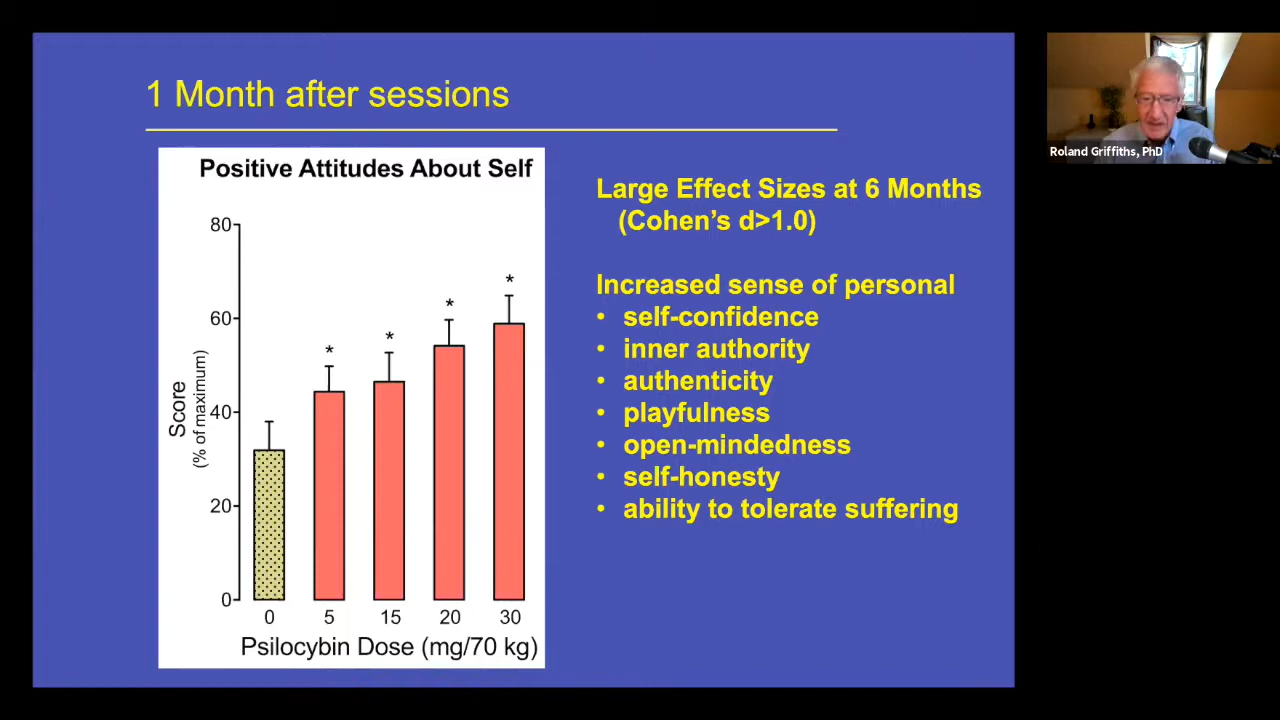 1 Month after sessions
Positive Attitudes About Self
80
60
40
20
0
Score
(% of maximum)
*
*
*
*
0 5 15 20 30
Psilocybin Dose (mg/70 kg)
Large Effect Sizes at 6 Months
(Cohen's d>1.0)
Increased sense of personal
• self-confidence
• inner authority
• authenticity
• playfulness
• open-mindedness
• self-honesty
• ability to tolerate suffering
Roland Griffiths, PhD